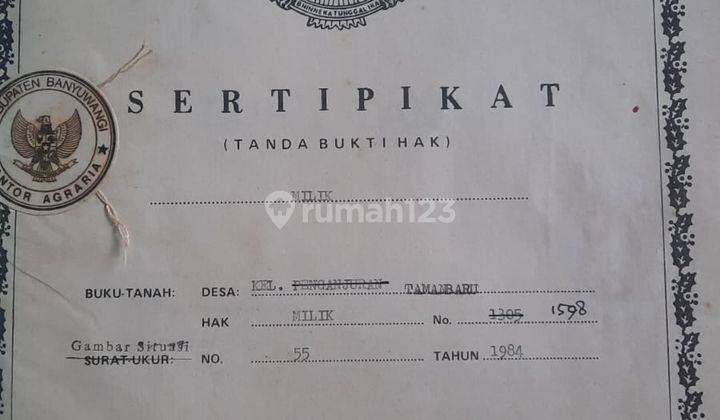 BHINNEKA TUNGGAL IKA
KABUPATEN BANYUWANGI
KANTOR AGRARIA
SERTIPIKAT
(TANDA BUKTI HAK)
MILIK
rumah123
BUKU-TANAH: DESA: KEL. PENGANJURAN TAMANBARU
HAK MILIK No. 1305 1598
Gambar Situasi
SURAT-UKUR: NO. 55 TAHUN 1984